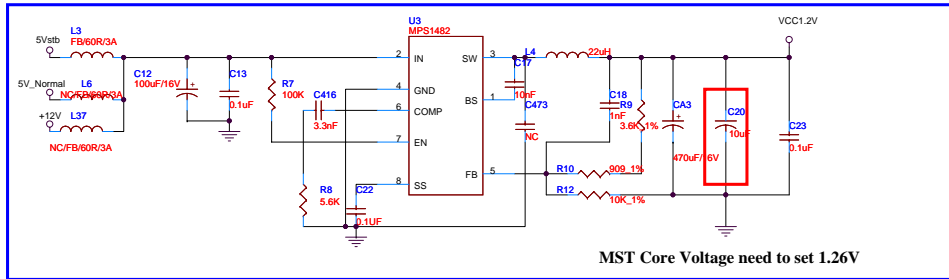 U3
MPS1482
VCC1.2V
5Vstb
L3
FB/60R/3A
5V_Normal
L6
NC/FB/60R/3A
+12V
L37
NC/FB/60R/3A
C12
100uF/16V
C13
0.1uF
R7
100K
C416
3.3nF
R8
5.6K
C22
0.1UF
2
IN
4
GND
6
COMP
7
EN
8
SS
SW
3
BS
1
FB
5
L4
22uH
C17
10nF
C473
NC
C18
1nF
R9
3.6K_1%
R10
909_1%
R12
10K_1%
CA3
470uF/16V
C20
10uF
C23
0.1uF
MST Core Voltage need to set 1.26V